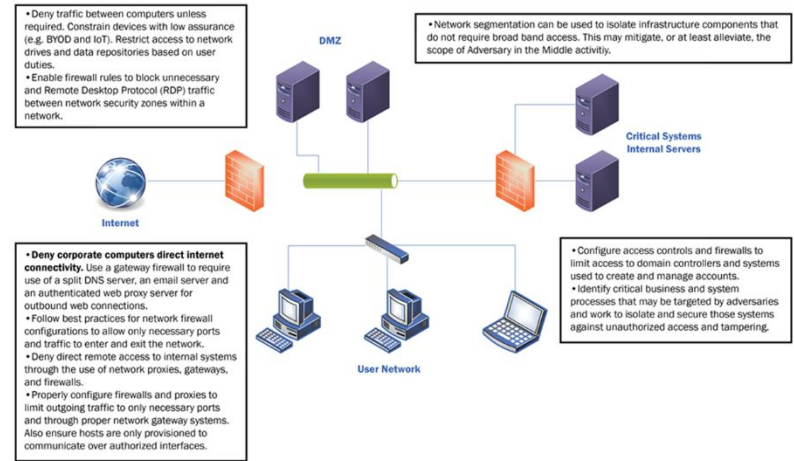 • Deny traffic between computers unless
required. Constrain devices with low assurance
(e.g. BYOD and IoT). Restrict access to network
drives and data repositories based on user
duties.
• Enable firewall rules to block unnecessary
and Remote Desktop Protocol (RDP) traffic
between network security zones within a
network.
DMZ
• Network segmentation can be used to isolate infrastructure components that
do not require broad band access. This may mitigate, or at least alleviate, the
scope of Adversary in the Middle activitiy.
Critical Systems
Internal Servers
Internet
• Deny corporate computers direct internet
connectivity. Use a gateway firewall to require
use of a split DNS server, an email server and
an authenticated web proxy server for
outbound web connections.
• Follow best practices for network firewall
configurations to allow only necessary ports
and traffic to enter and exit the network.
• Deny direct remote access to internal systems
through the use of network proxies, gateways,
and firewalls.
• Properly configure firewalls and proxies to
limit outgoing traffic to only necessary ports
and through proper network gateway systems.
Also ensure hosts are only provisioned to
communicate over authorized interfaces.
User Network
• Configure access controls and firewalls to
limit access to domain controllers and systems
used to create and manage accounts.
• Identify critical business and system
processes that may be targeted by adversaries
and work to isolate and secure those systems
against unauthorized access and tampering.